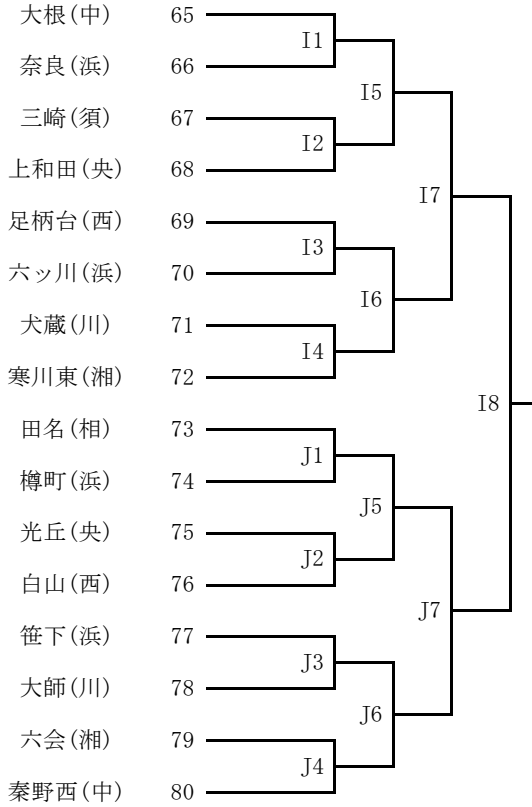 大根(中) 65
I1
奈良(浜) 66
I5
三崎(須) 67
I2
上和田(央) 68
I7
足柄台(西) 69
I3
六ッ川(浜) 70
I6
犬蔵(川) 71
I4
寒川東(湘) 72
I8
田名(相) 73
J1
樽町(浜) 74
J5
光丘(央) 75
J2
白山(西) 76
J7
笹下(浜) 77
J3
大師(川) 78
J6
六会(湘) 79
J4
秦野西(中) 80